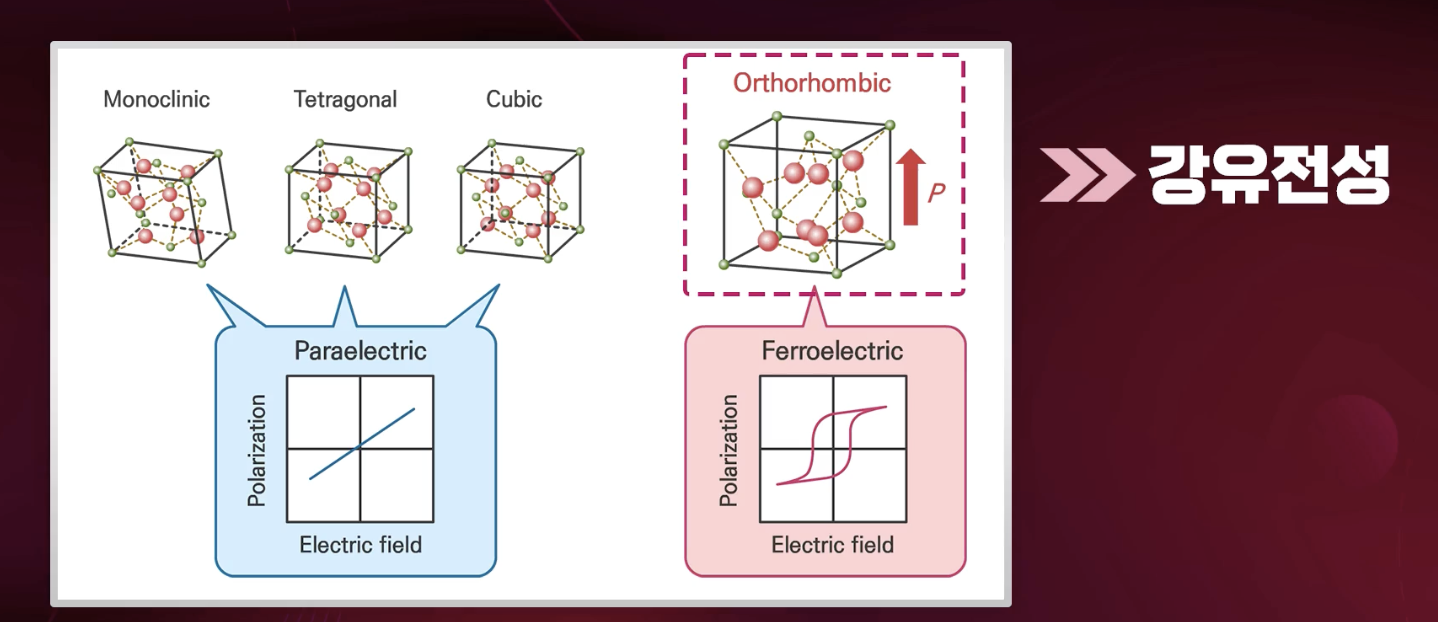 Monoclinic
Tetragonal
Cubic
Orthorhombic
P
강유전성
Paraelectric
Polarization
Electric field
Ferroelectric
Polarization
Electric field